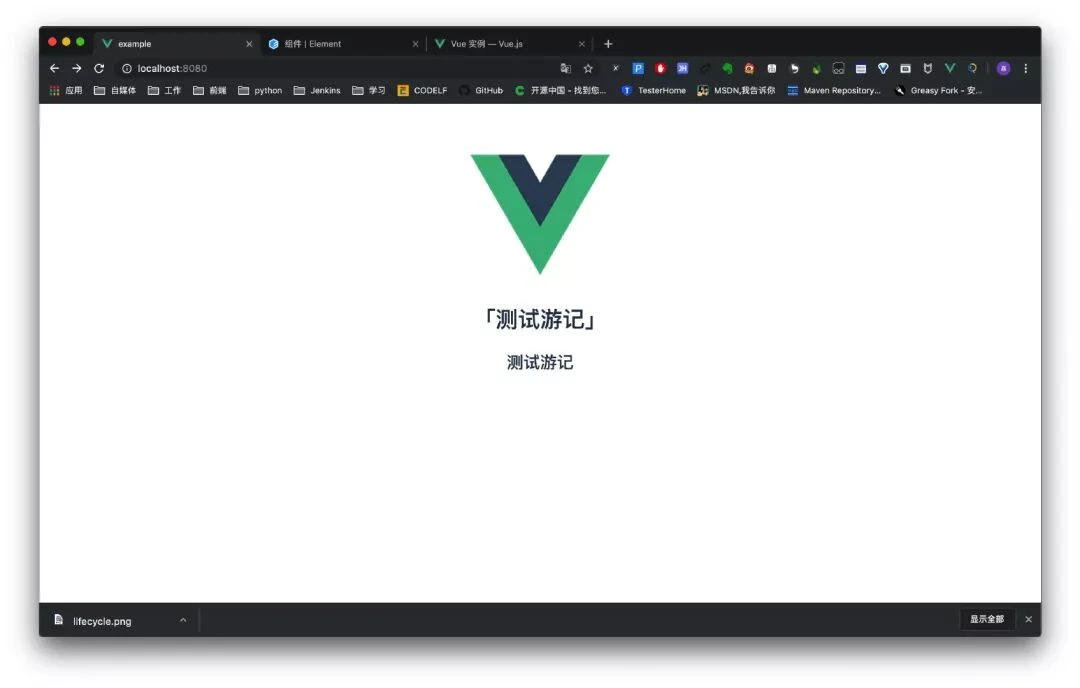 example 组件 | Element Vue 实例 — Vue.js
localhost:8080
应用 自媒体 工作 前端 python Jenkins 学习 CODELF GitHub 开源中国 - 找到您... TesterHome MSDN,我告诉你 Maven Repository... Greasy Fork - 安...
「测试游记」
测试游记
lifecycle.png 显示全部